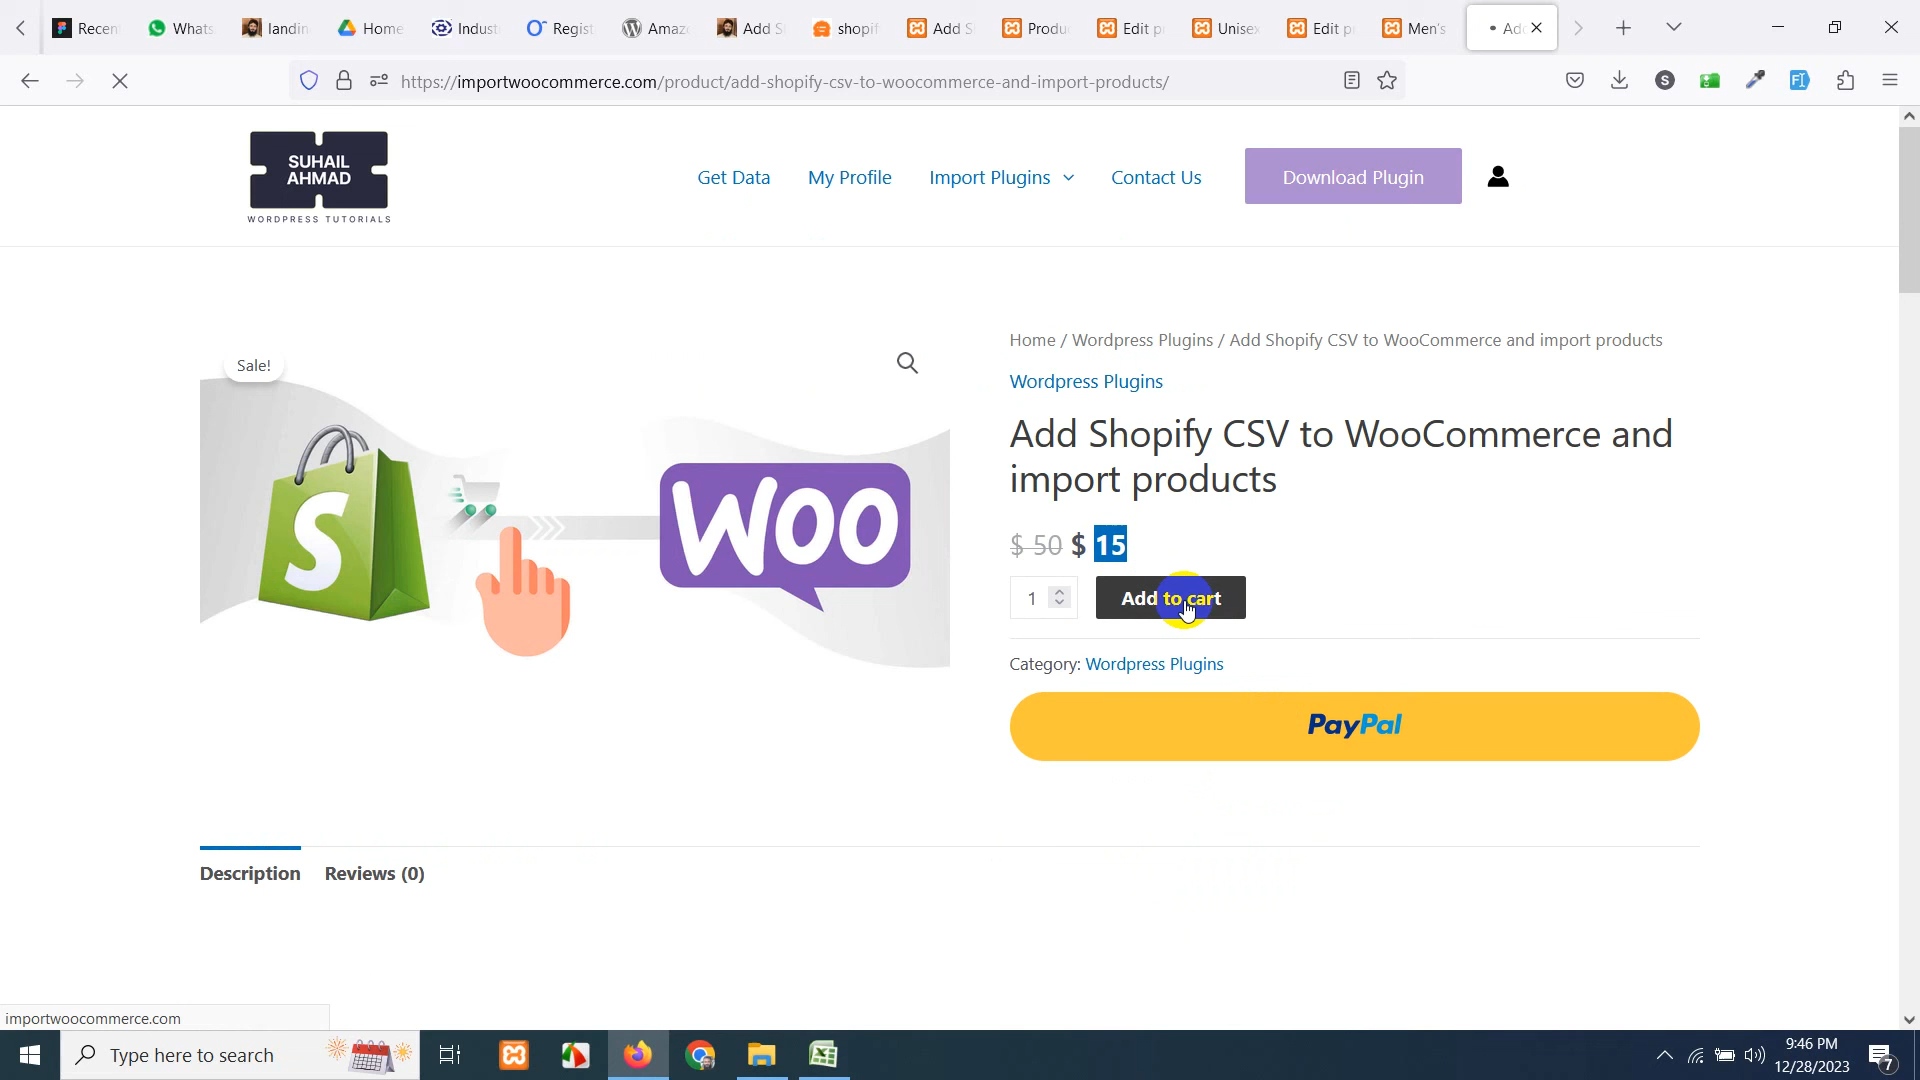 Recen
Whats
landin
Home
Indust
Regist
Amaz
Add S
shopif
Add S
Produ
Edit p
Unise
Edit p
Men's
Ad
https://importwoocommerce.com/product/add-shopify-csv-to-woocommerce-and-import-products/
SUHAIL
AHMAD
WORDPRESS TUTORIALS
Get Data
My Profile
Import Plugins
Contact Us
Download Plugin
Sale!
WOO
Home / Wordpress Plugins / Add Shopify CSV to WooCommerce and import products
Wordpress Plugins
Add Shopify CSV to WooCommerce and
import products
$ 50 $ 15
1
Add to cart
Category: Wordpress Plugins
PayPal
Description
Reviews (0)
importwoocommerce.com
Type here to search
9:46 PM
12/28/2023
7